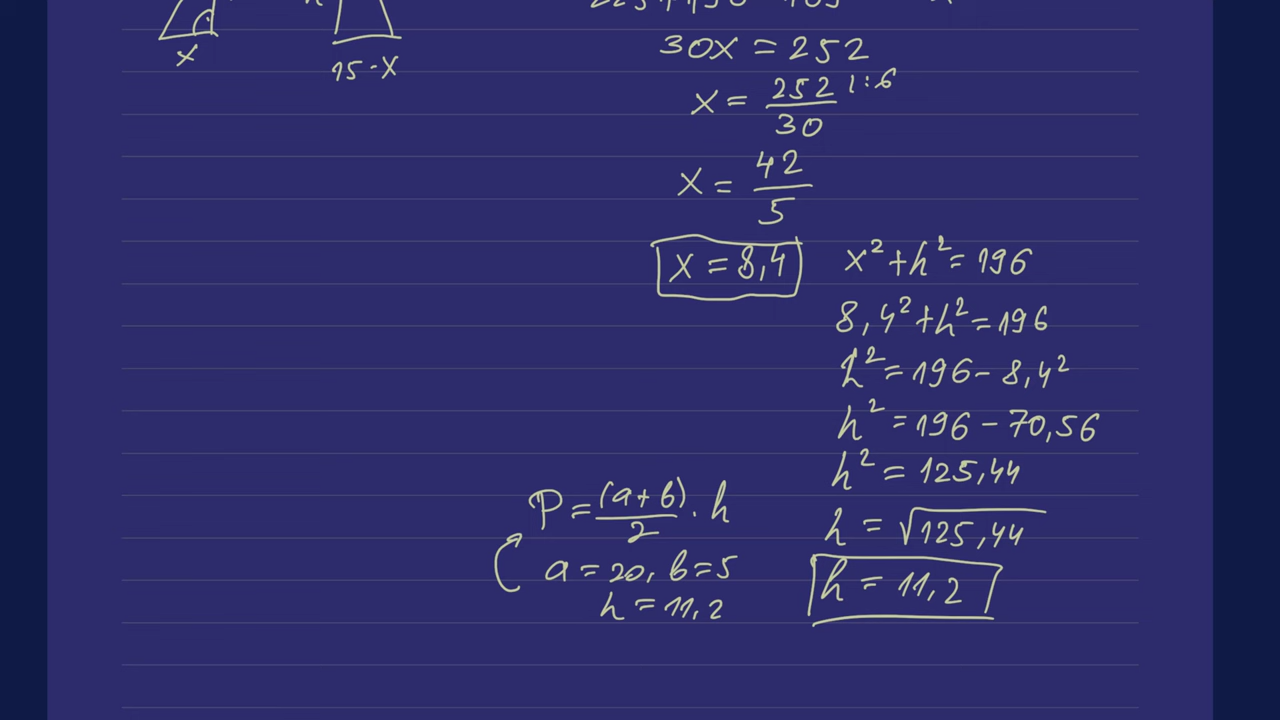 x
15-x
30x = 252
x = 252/30 |:6
x = 42/5
x = 8,4
x² + h² = 196
8,4² + h² = 196
h² = 196 - 8,4²
h² = 196 - 70,56
h² = 125,44
h = √125,44
h = 11,2
P = (a+b)/2 · h
a = 20, b = 5
h = 11,2